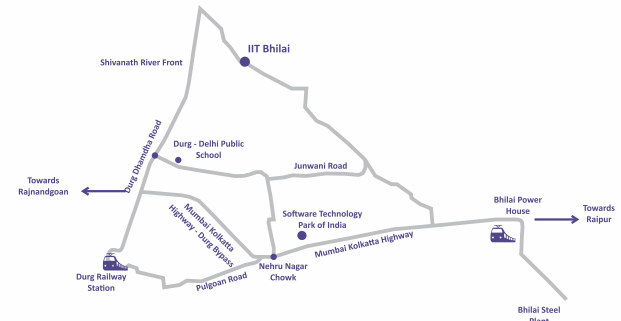 IIT Bhilai
Shivanath River Front
Durg Dhamdha Road
Durg - Delhi Public
School
Junwani Road
Towards
Rajnandgoan
Mumbai Kolkatta
Highway - Durg Bypass
Software Technology
Park of India
Bhilai Power
House
Towards
Raipur
Mumbai Kolkatta Highway
Nehru Nagar
Chowk
Durg Railway
Station
Pulgoan Road
Bhilai Steel
Plant